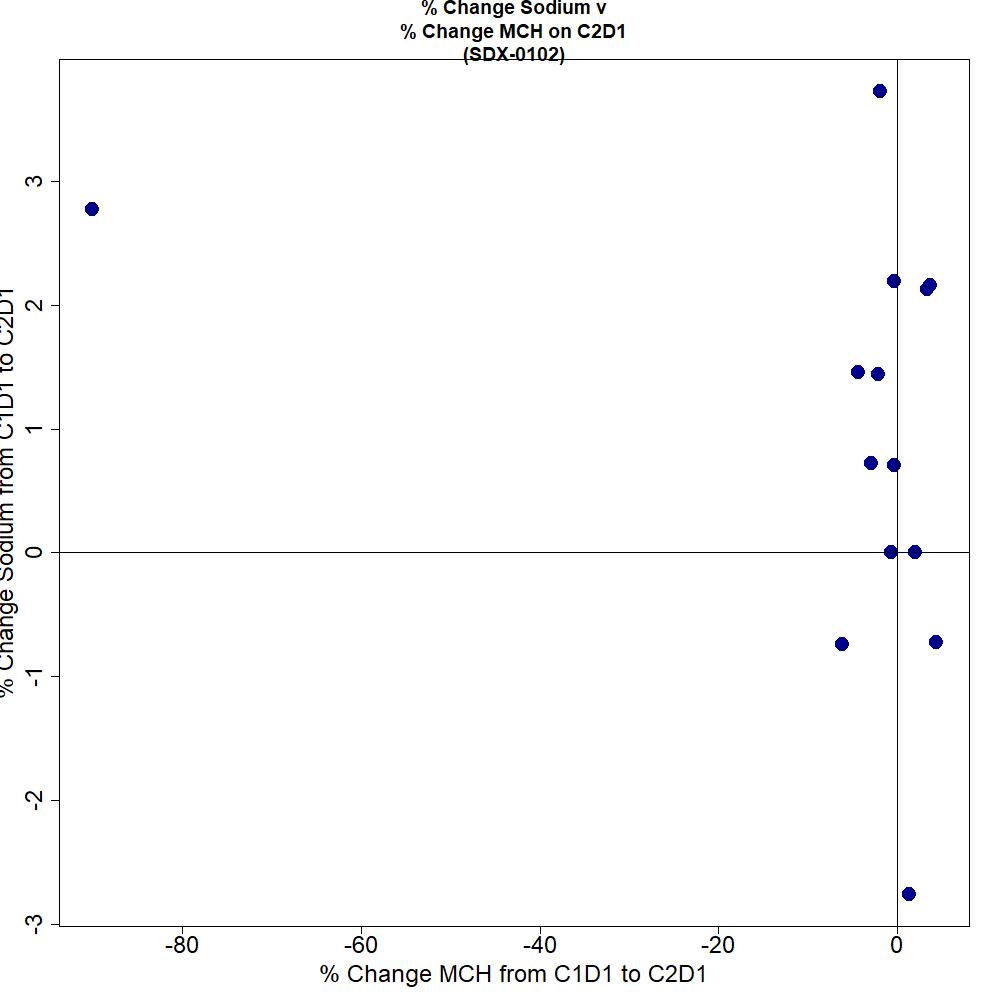 % Change Sodium v
% Change MCH on C2D1
(SDX-0102)
% Change Sodium from C1D1 to C2D1
3
2
1
0
-1
-2
-3
-80
-60
-40
-20
0
% Change MCH from C1D1 to C2D1